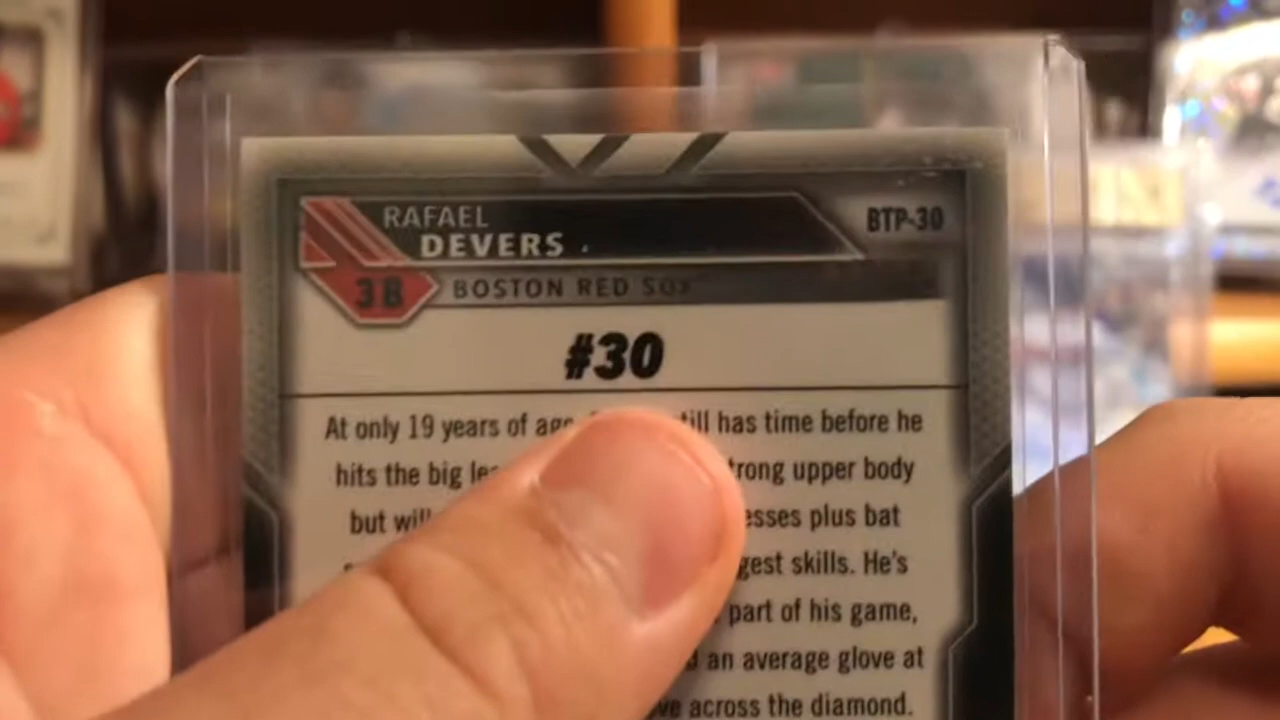 RAFAEL
DEVERS
BTP-30
3B
BOSTON RED SOX
#30
At only 19 years of age still has time before he
hits the big strong upper body
but will plus bat
skills. He's
part of his game,
an average glove at
across the diamond.